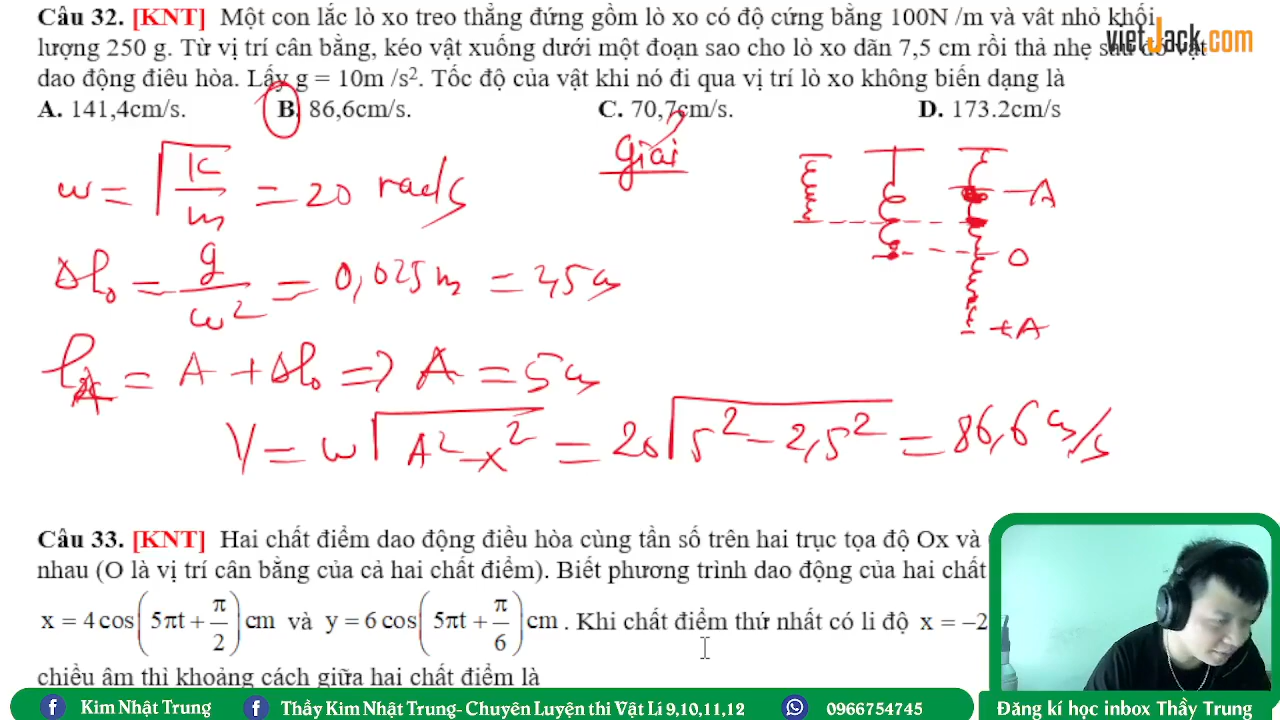 Câu 32. [KNT] Một con lắc lò xo treo thẳng đứng gồm lò xo có độ cứng bằng 100N /m và vât nhỏ khối
lượng 250 g. Từ vị trí cân bằng, kéo vật xuống dưới một đoạn sao cho lò xo dãn 7,5 cm rồi thả nhẹ sau đó vật
vietJack.com
dao động điêu hòa. Lấy g = 10m /s². Tốc độ của vật khi nó đi qua vị trí lò xo không biến dạng là
A. 141,4cm/s. B. 86,6cm/s. C. 70,7cm/s. D. 173.2cm/s
Giải
w = √(k/m) = 20 rad/s
-A
Δl₀ = g/w² = 0,025m = 2,5 cm
O
+A
= A + Δl₀ => A = 5 cm
V = w√(A² - x²) = 20√(5² - 2,5²) = 86,6 cm/s
Câu 33. [KNT] Hai chất điểm dao động điều hòa cùng tần số trên hai trục tọa độ Ox và
nhau (O là vị trí cân bằng của cả hai chất điểm). Biết phương trình dao động của hai chất
x = 4cos(5πt + π/2)cm và y = 6cos(5πt + π/6)cm. Khi chất điểm thứ nhất có li độ x = −2
chiều âm thì khoảng cách giữa hai chất điểm là
Kim Nhật Trung Thầy Kim Nhật Trung- Chuyên Luyện thi Vật Lí 9,10,11,12 0966754745 Đăng kí học inbox Thầy Trung